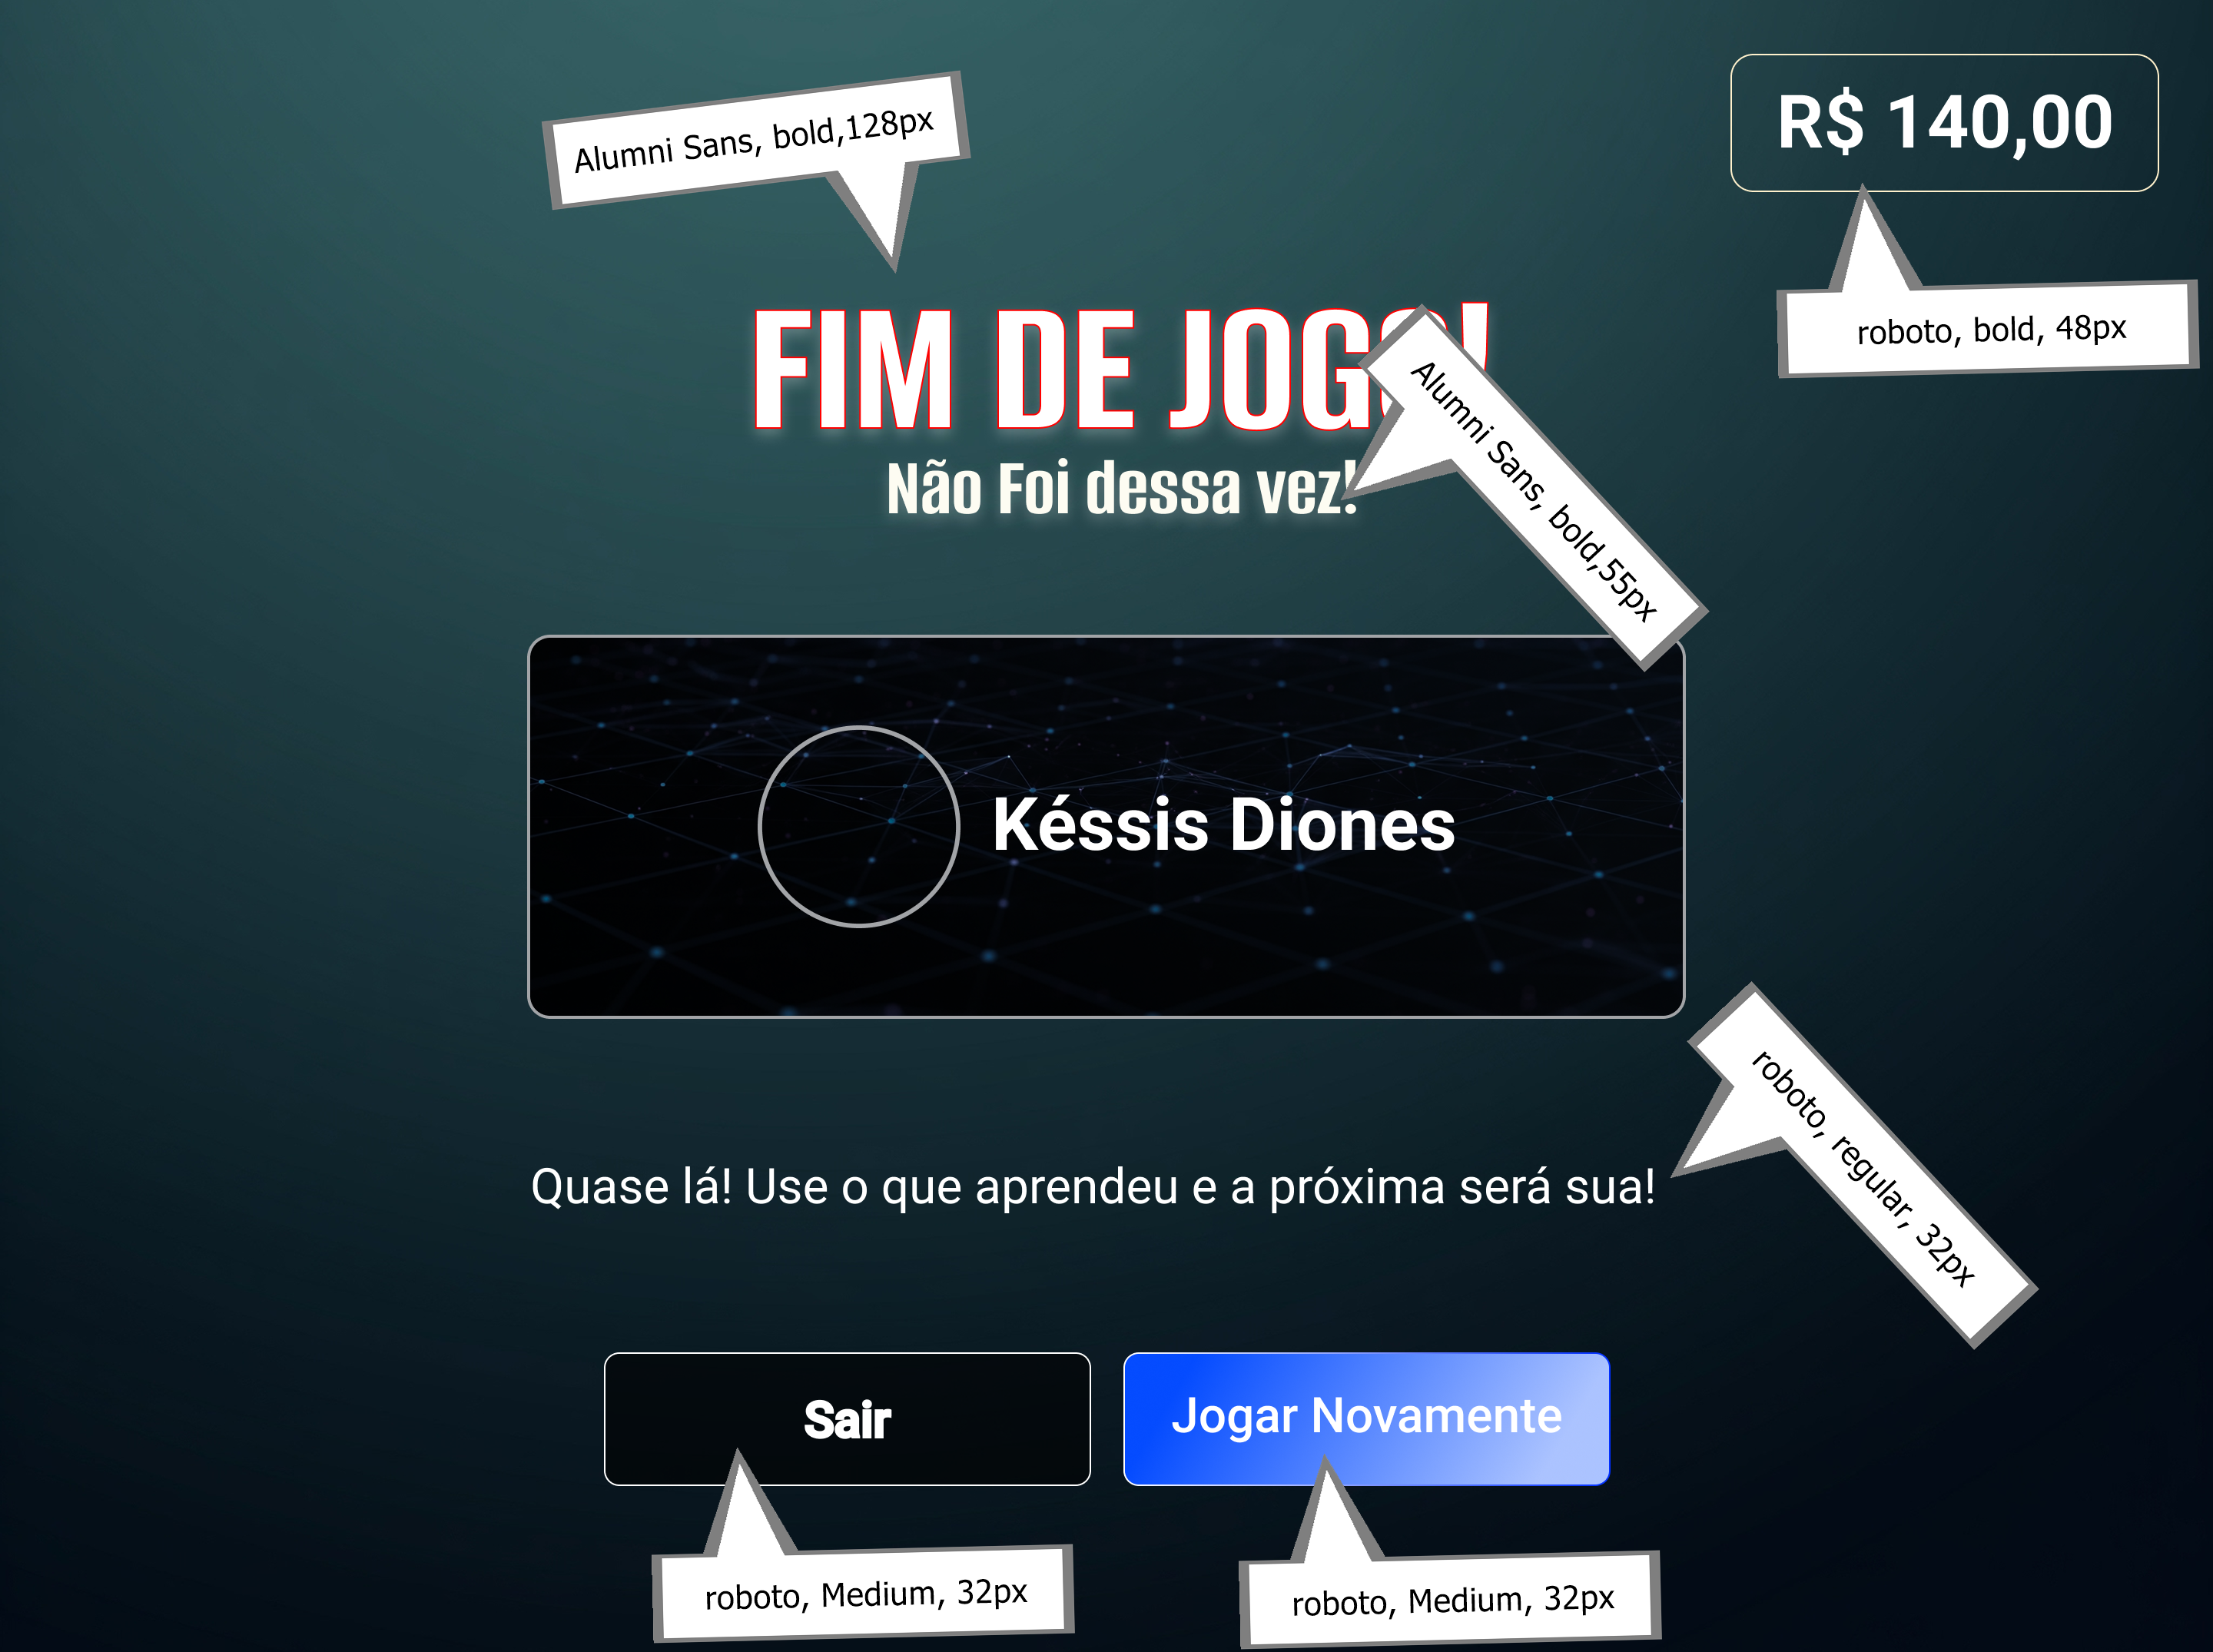 Alumni Sans, bold,128px
R$ 140,00
roboto, bold, 48px
FIM DE JOGO!
Alumni Sans, bold,55px
Não Foi dessa vez!
Késsis Diones
roboto, regular, 32px
Quase lá! Use o que aprendeu e a próxima será sua!
Sair
Jogar Novamente
roboto, Medium, 32px
roboto, Medium, 32px